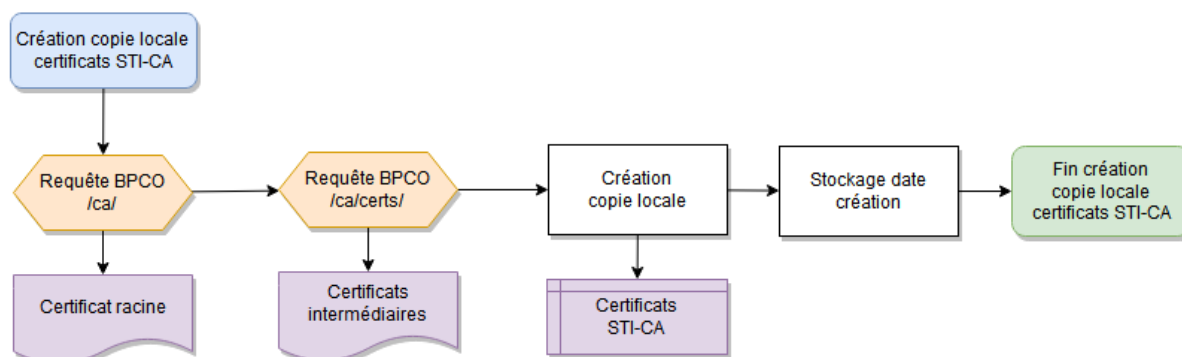 Création copie locale
certificats STI-CA
Requête BPCO
/ca/
Requête BPCO
/ca/certs/
Création
copie locale
Stockage date
création
Fin création
copie locale
certificats STI-CA
Certificat racine
Certificats
intermédiaires
Certificats
STI-CA